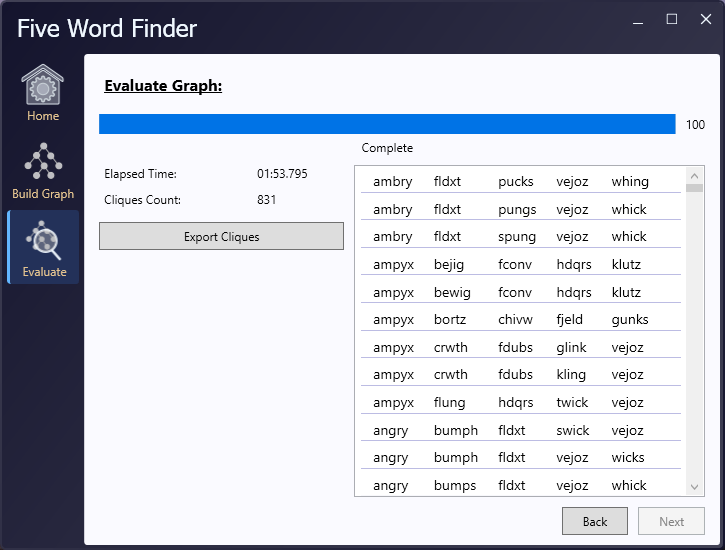 Five Word Finder
Home
Build Graph
Evaluate
Evaluate Graph:
100
Complete
Elapsed Time: 01:53.795
Cliques Count: 831
Export Cliques
ambry fldxt pucks vejoz whing
ambry fldxt pungs vejoz whick
ambry fldxt spung vejoz whick
ampyx bejig fconv hdqrs klutz
ampyx bewig fconv hdqrs klutz
ampyx bortz chivw fjeld gunks
ampyx crwth fdubs glink vejoz
ampyx crwth fdubs kling vejoz
ampyx flung hdqrs twick vejoz
angry bumph fldxt swick vejoz
angry bumph fldxt vejoz wicks
angry bumps fldxt vejoz whick
Back
Next